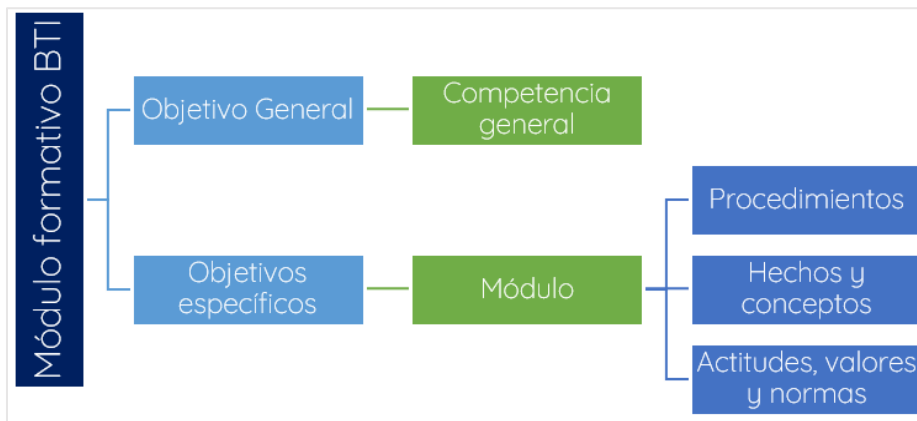 Módulo formativo BTI
Objetivo General
Competencia
general
Objetivos
específicos
Módulo
Procedimientos
Hechos y
conceptos
Actitudes, valores
y normas